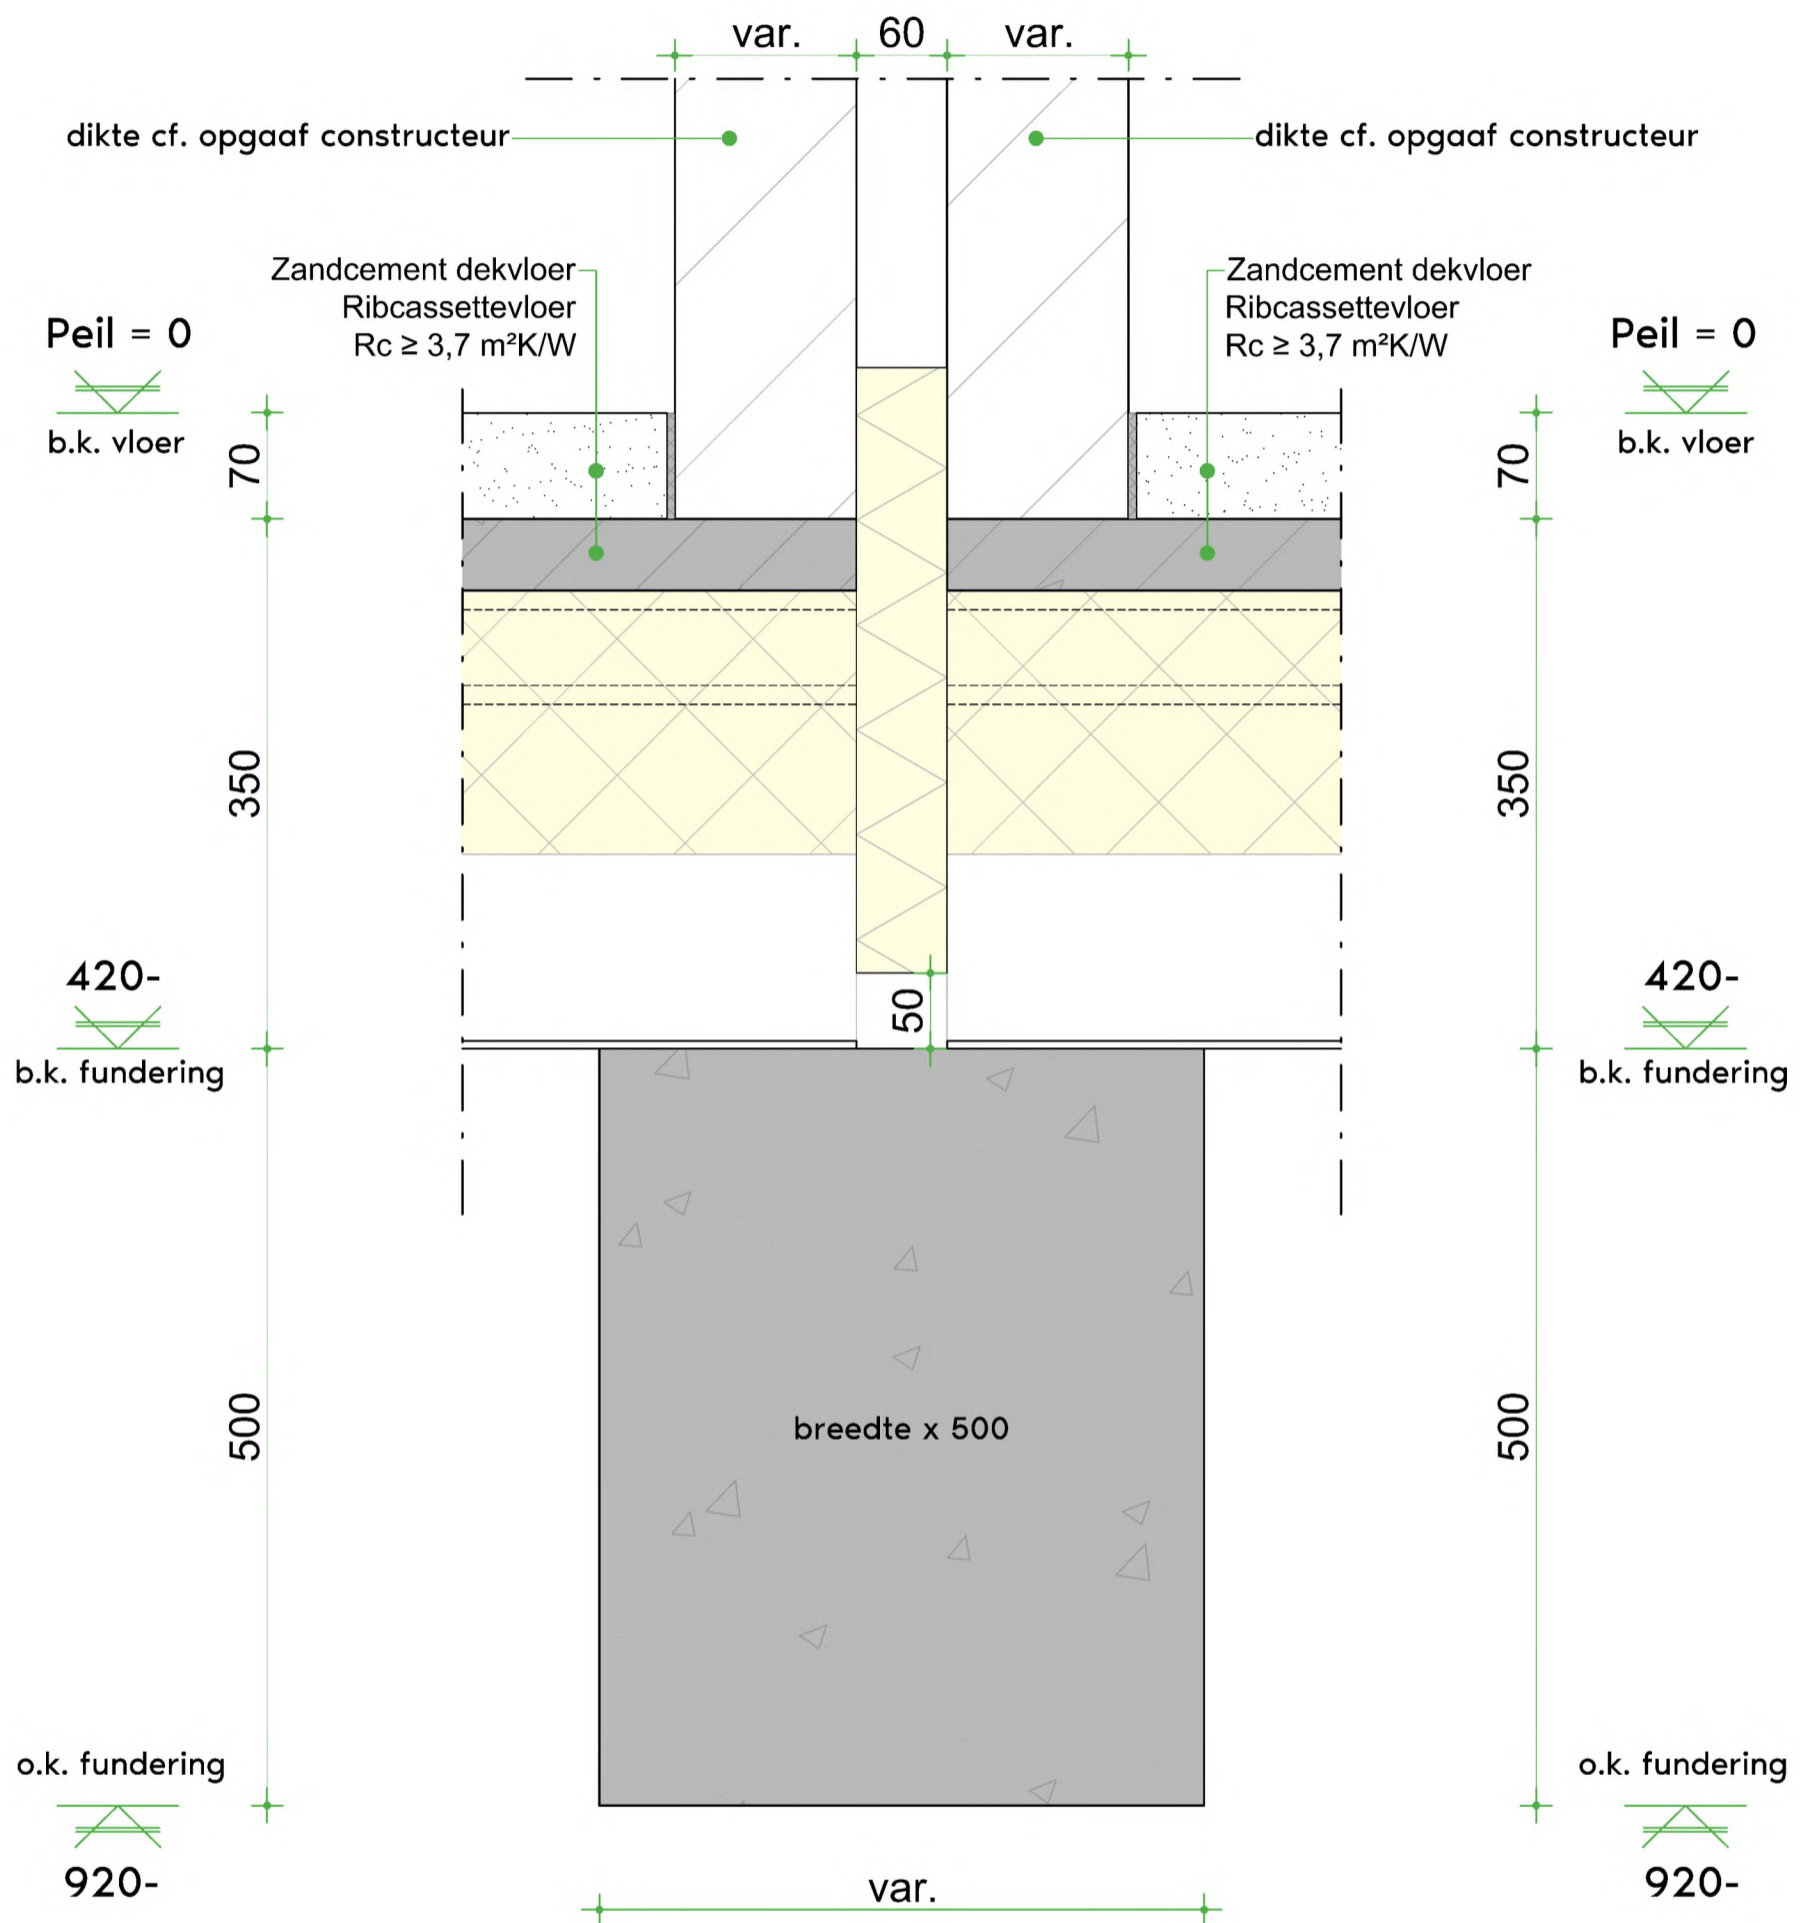 var. 60 var.
dikte cf. opgaaf constructeur
dikte cf. opgaaf constructeur
Zandcement dekvloer
Ribcassettevloer
Rc ≥ 3,7 m²K/W
Zandcement dekvloer
Ribcassettevloer
Rc ≥ 3,7 m²K/W
Peil = 0
b.k. vloer
Peil = 0
b.k. vloer
70
70
350
350
420-
b.k. fundering
50
420-
b.k. fundering
500
breedte x 500
500
o.k. fundering
920-
o.k. fundering
920-
var.